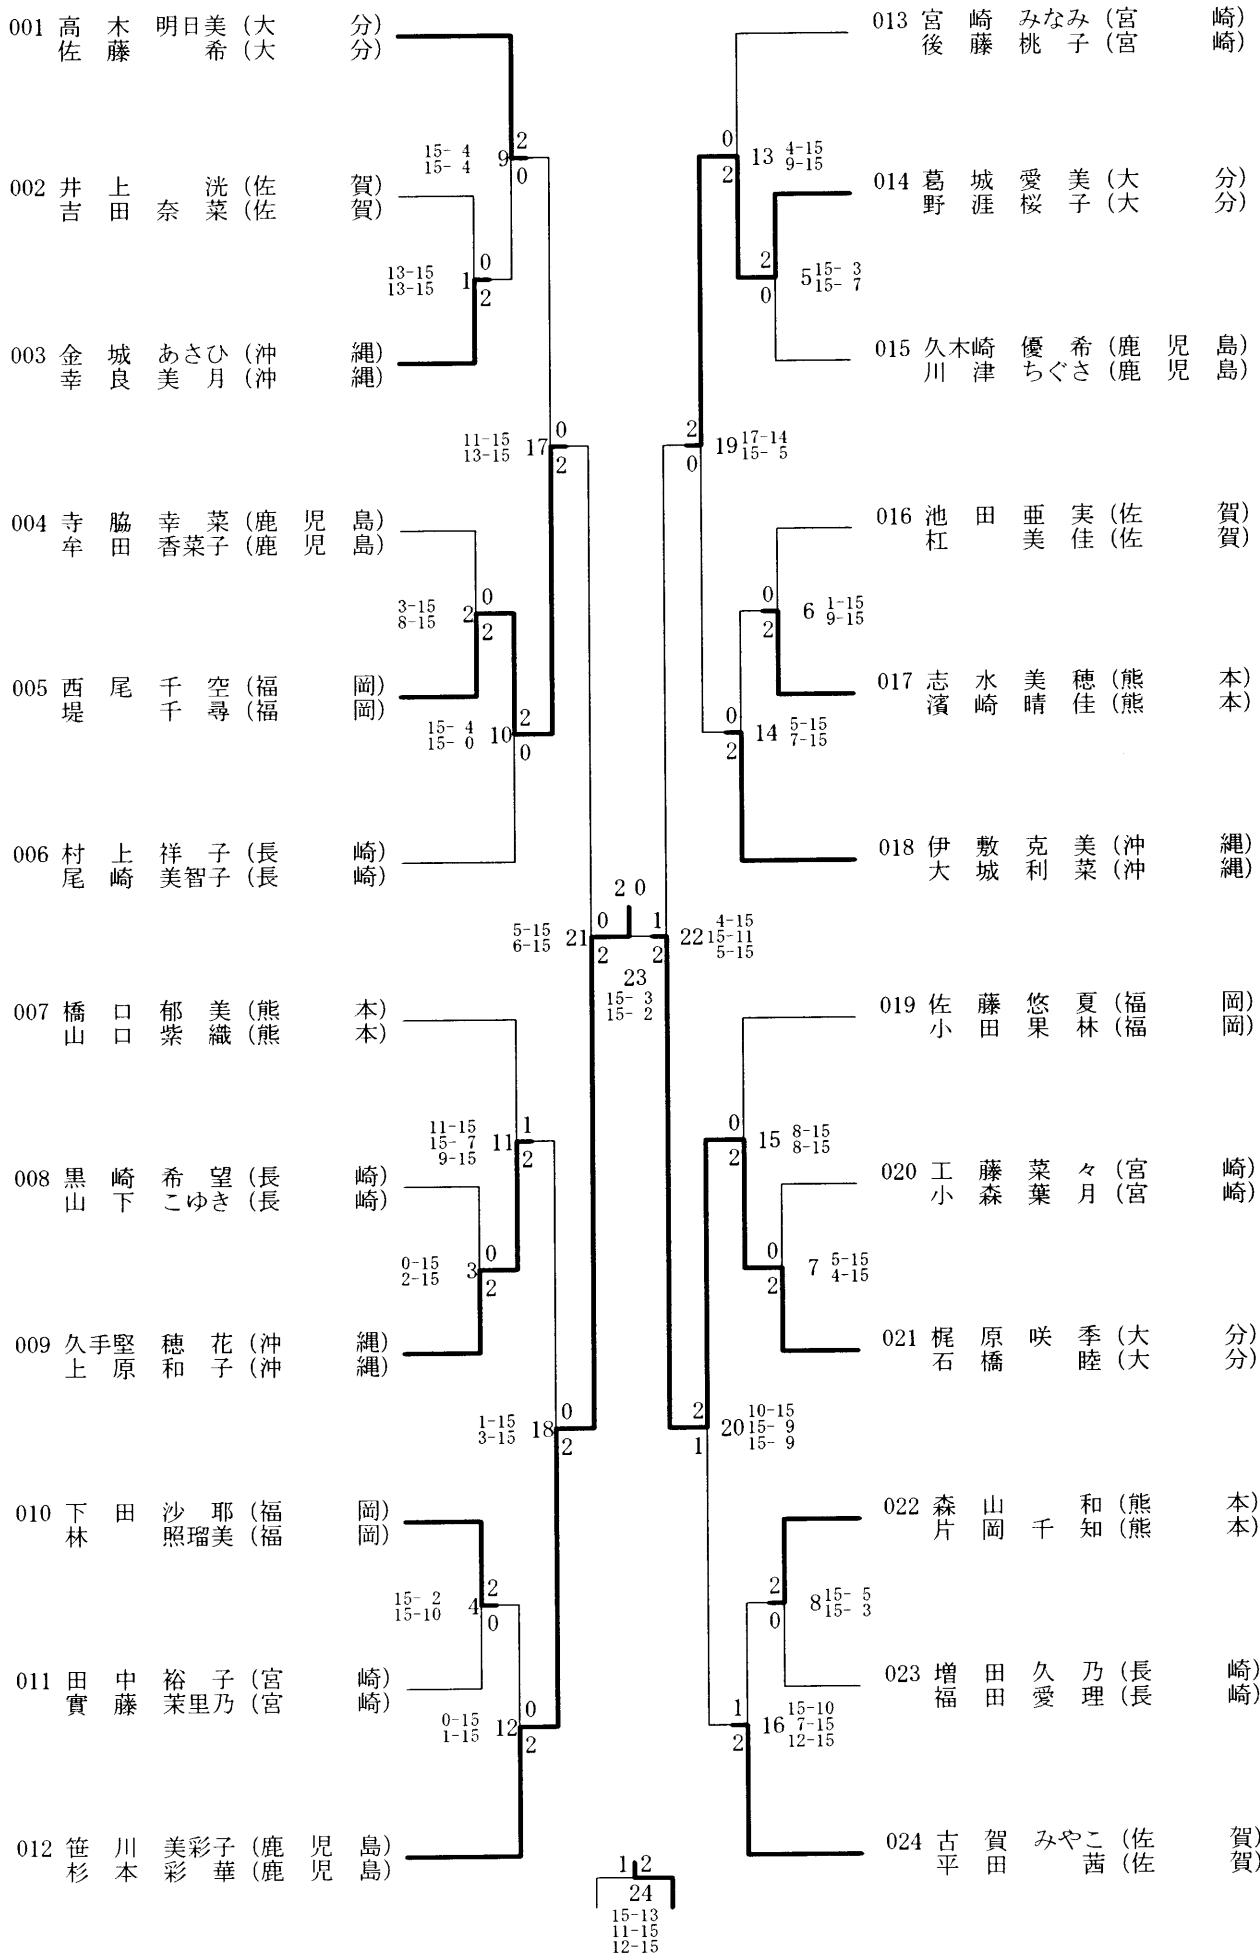 001 高木 明日美 (大分)
佐藤 希 (大分)
15- 4
15- 4
9
2
0
002 井上 洸 (佐賀)
吉田 奈菜 (佐賀)
13-15
13-15
1
0
2
003 金城 あさひ (沖縄)
幸良 美月 (沖縄)
11-15
13-15
17
0
2
004 寺脇 幸菜 (鹿児島)
牟田 香菜子 (鹿児島)
3-15
8-15
2
0
2
005 西尾 千空 (福岡)
堤 千尋 (福岡)
15- 4
15- 0
10
2
0
006 村上 祥子 (長崎)
尾崎 美智子 (長崎)
5-15
6-15
21
0
2
007 橋口 郁美 (熊本)
山口 紫織 (熊本)
11-15
15- 7
9-15
11
1
2
008 黒崎 希望 (長崎)
山下 こゆき (長崎)
0-15
2-15
3
0
2
009 久手堅 穂花 (沖縄)
上原 和子 (沖縄)
1-15
3-15
18
0
2
010 下田 沙耶 (福岡)
林 照瑠美 (福岡)
15- 2
15-10
4
2
0
011 田中 裕子 (宮崎)
實藤 茉里乃 (宮崎)
0-15
1-15
12
0
2
012 笹川 美彩子 (鹿児島)
杉本 彩華 (鹿児島)
2 0
23
15- 3
15- 2
1 2
24
15-13
11-15
12-15
013 宮崎 みなみ (宮崎)
後藤 桃子 (宮崎)
0
2
13
4-15
9-15
014 葛城 愛美 (大分)
野涯 桜子 (大分)
2
0
5
15- 3
15- 7
015 久木崎 優希 (鹿児島)
川津 ちぐさ (鹿児島)
2
0
19
17-14
15- 5
016 池田 亜実 (佐賀)
杠 美佳 (佐賀)
0
2
6
1-15
9-15
017 志水 美穂 (熊本)
濱崎 晴佳 (熊本)
0
2
14
5-15
7-15
018 伊敷 克美 (沖縄)
大城 利菜 (沖縄)
1
2
22
4-15
15-11
5-15
019 佐藤 悠夏 (福岡)
小田 果林 (福岡)
0
2
15
8-15
8-15
020 工藤 菜々 (宮崎)
小森 葉月 (宮崎)
0
2
7
5-15
4-15
021 梶原 咲季 (大分)
石橋 睦 (大分)
2
1
20
10-15
15- 9
15- 9
022 森山 和 (熊本)
片岡 千知 (熊本)
2
0
8
15- 5
15- 3
023 増田 久乃 (長崎)
福田 愛理 (長崎)
1
2
16
15-10
7-15
12-15
024 古賀 みやこ (佐賀)
平田 茜 (佐賀)